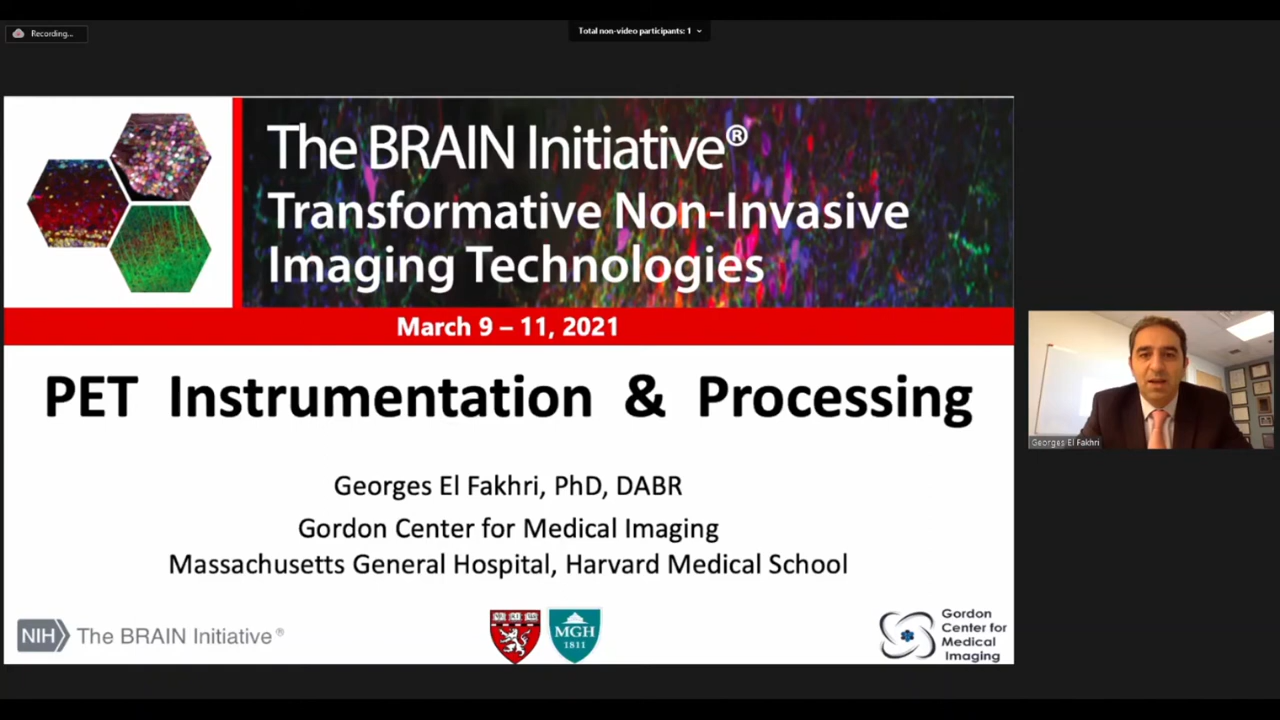 Recording...
Total non-video participants: 1
The BRAIN Initiative®
Transformative Non-Invasive
Imaging Technologies
March 9 – 11, 2021
PET Instrumentation & Processing
Georges El Fakhri
Georges El Fakhri, PhD, DABR
Gordon Center for Medical Imaging
Massachusetts General Hospital, Harvard Medical School
NIH The BRAIN Initiative®
MGH
1811
Gordon
Center for
Medical
Imaging